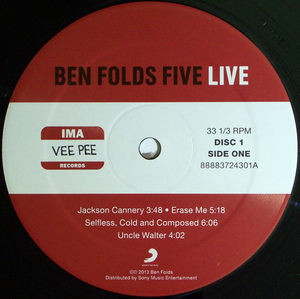 BEN FOLDS FIVE LIVE
IMA
VEE PEE
RECORDS
33 1/3 RPM
DISC 1
SIDE ONE
88883724301A
Jackson Cannery 3:48 • Erase Me 5:18
Selfless, Cold and Composed 6:06
Uncle Walter 4:02
℗© 2013 Ben Folds
Distributed by Sony Music Entertainment